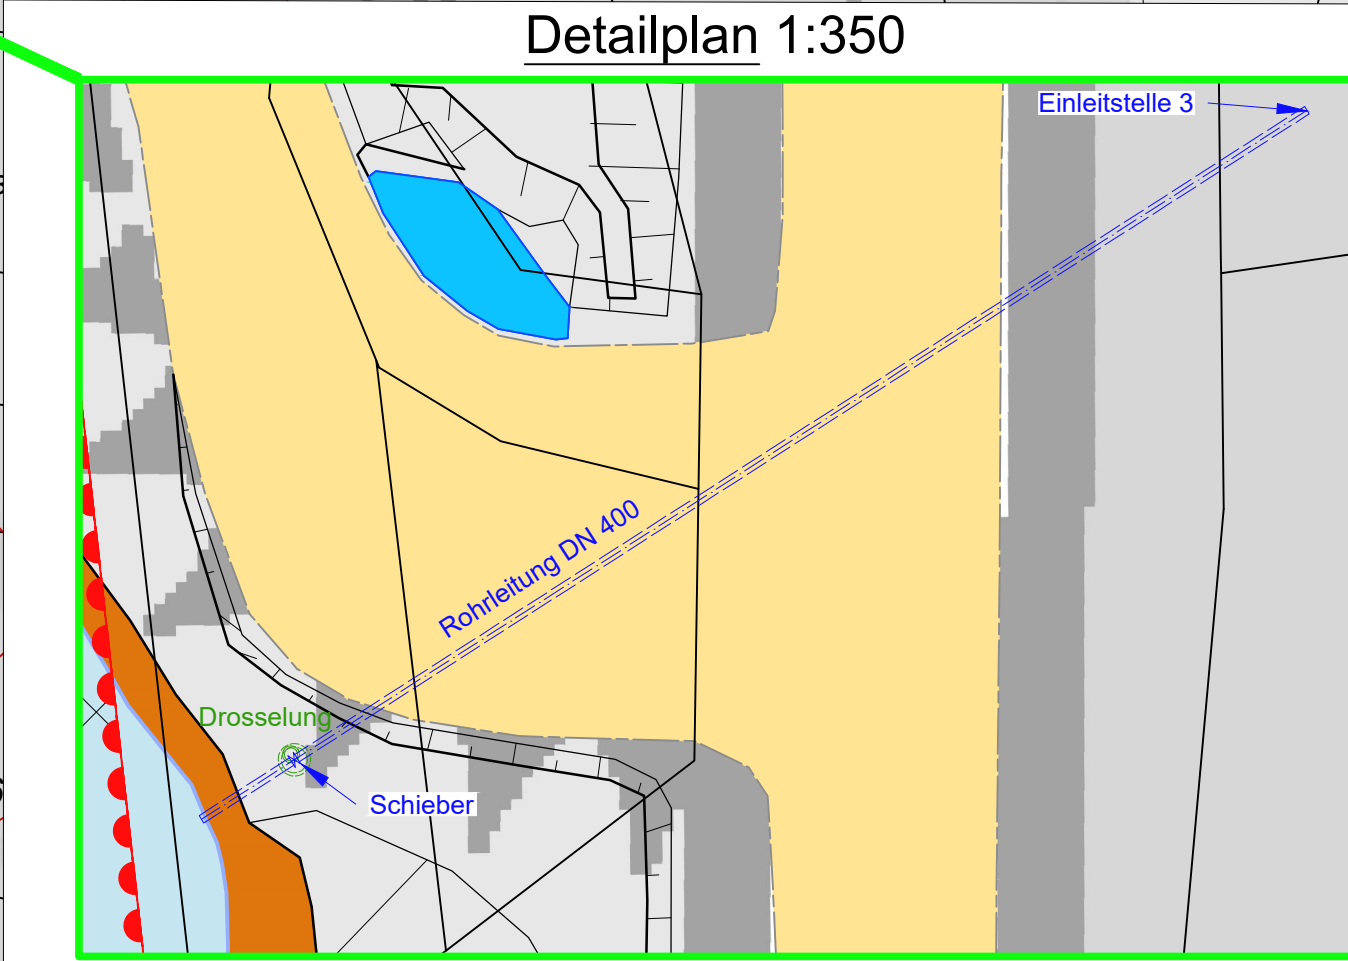 Detailplan 1:350
Einleitstelle 3
Rohrleitung DN 400
Drosselung
Schieber